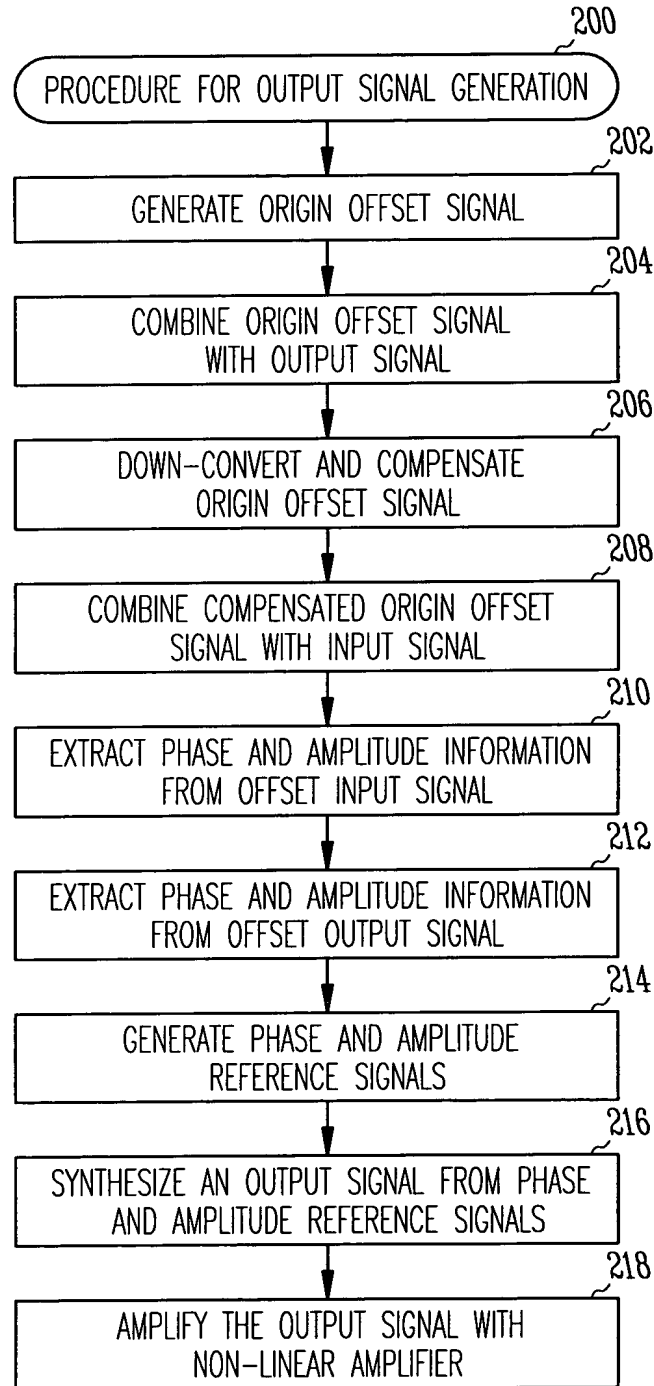 200
PROCEDURE FOR OUTPUT SIGNAL GENERATION
202
GENERATE ORIGIN OFFSET SIGNAL
204
COMBINE ORIGIN OFFSET SIGNAL
WITH OUTPUT SIGNAL
206
DOWN-CONVERT AND COMPENSATE
ORIGIN OFFSET SIGNAL
208
COMBINE COMPENSATED ORIGIN OFFSET
SIGNAL WITH INPUT SIGNAL
210
EXTRACT PHASE AND AMPLITUDE INFORMATION
FROM OFFSET INPUT SIGNAL
212
EXTRACT PHASE AND AMPLITUDE INFORMATION
FROM OFFSET OUTPUT SIGNAL
214
GENERATE PHASE AND AMPLITUDE
REFERENCE SIGNALS
216
SYNTHESIZE AN OUTPUT SIGNAL FROM PHASE
AND AMPLITUDE REFERENCE SIGNALS
218
AMPLIFY THE OUTPUT SIGNAL WITH
NON-LINEAR AMPLIFIER